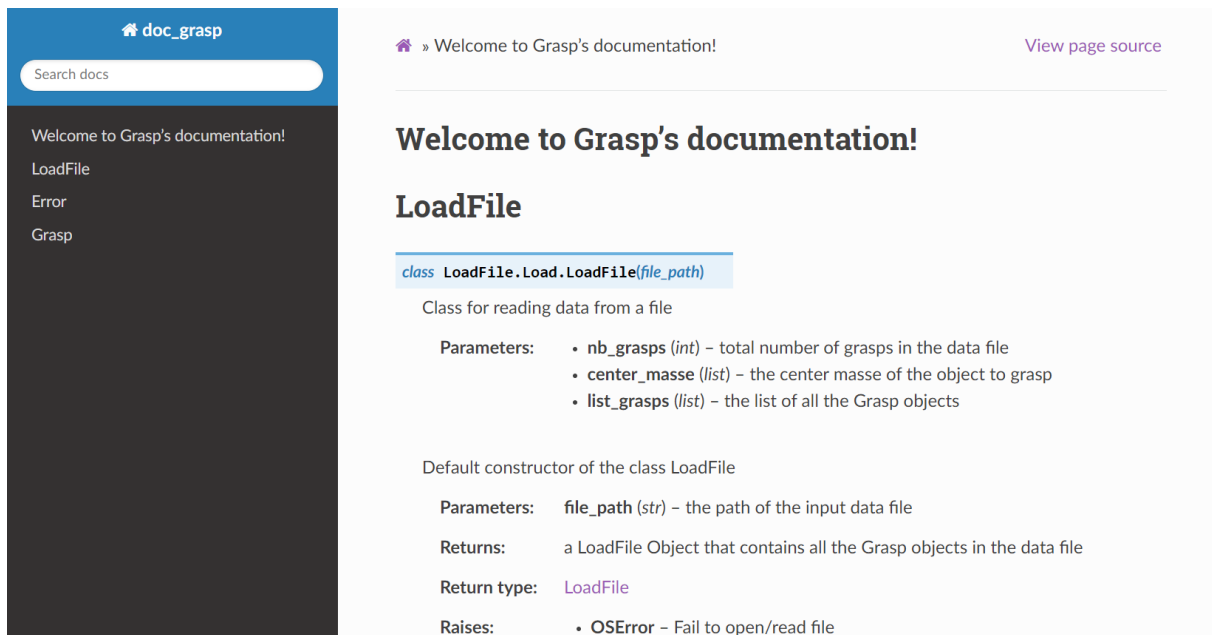 doc_grasp
Search docs
Welcome to Grasp's documentation!
LoadFile
Error
Grasp
» Welcome to Grasp's documentation!
View page source
Welcome to Grasp's documentation!
LoadFile
class LoadFile.Load.LoadFile(file_path)
Class for reading data from a file
Parameters:
• nb_grasps (int) – total number of grasps in the data file
• center_masse (list) – the center masse of the object to grasp
• list_grasps (list) – the list of all the Grasp objects
Default constructor of the class LoadFile
Parameters: file_path (str) – the path of the input data file
Returns: a LoadFile Object that contains all the Grasp objects in the data file
Return type: LoadFile
Raises: • OSError – Fail to open/read file